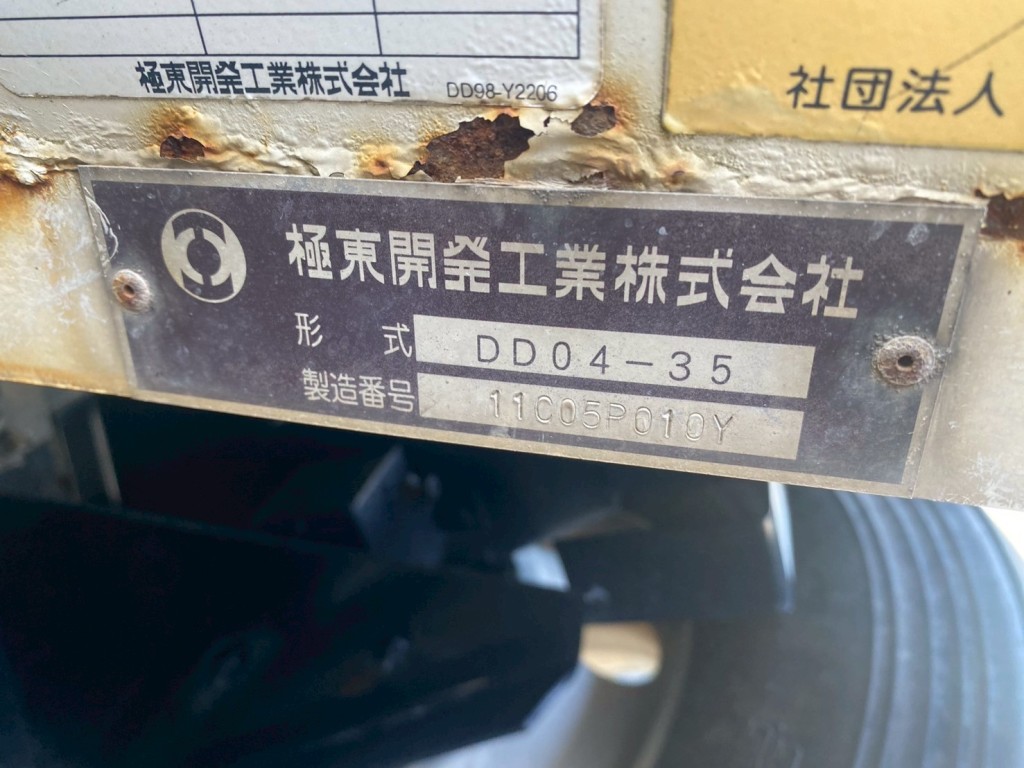 極東開発工業株式会社 DD98-Y2206
社団法人
極東開発工業株式会社
形式 DD04-35
製造番号 11C05P010Y